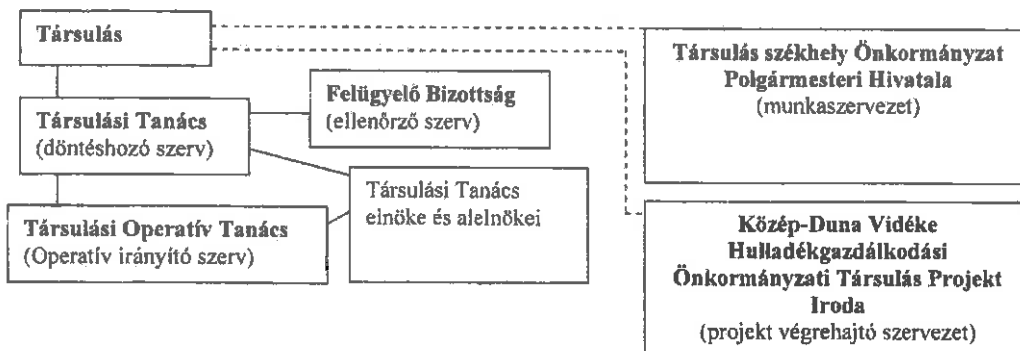 Társulás
Társulás székhely Önkormányzat
Polgármesteri Hivatala
(munkaszervezet)
Felügyelő Bizottság
(ellenőrző szerv)
Társulási Tanács
(döntéshozó szerv)
Társulási Tanács
elnöke és alelnökei
Társulási Operatív Tanács
(Operatív irányító szerv)
Közép-Duna Vidéke
Hulladékgazdálkodási
Önkormányzati Társulás Projekt
Iroda
(projekt végrehajtó szervezet)